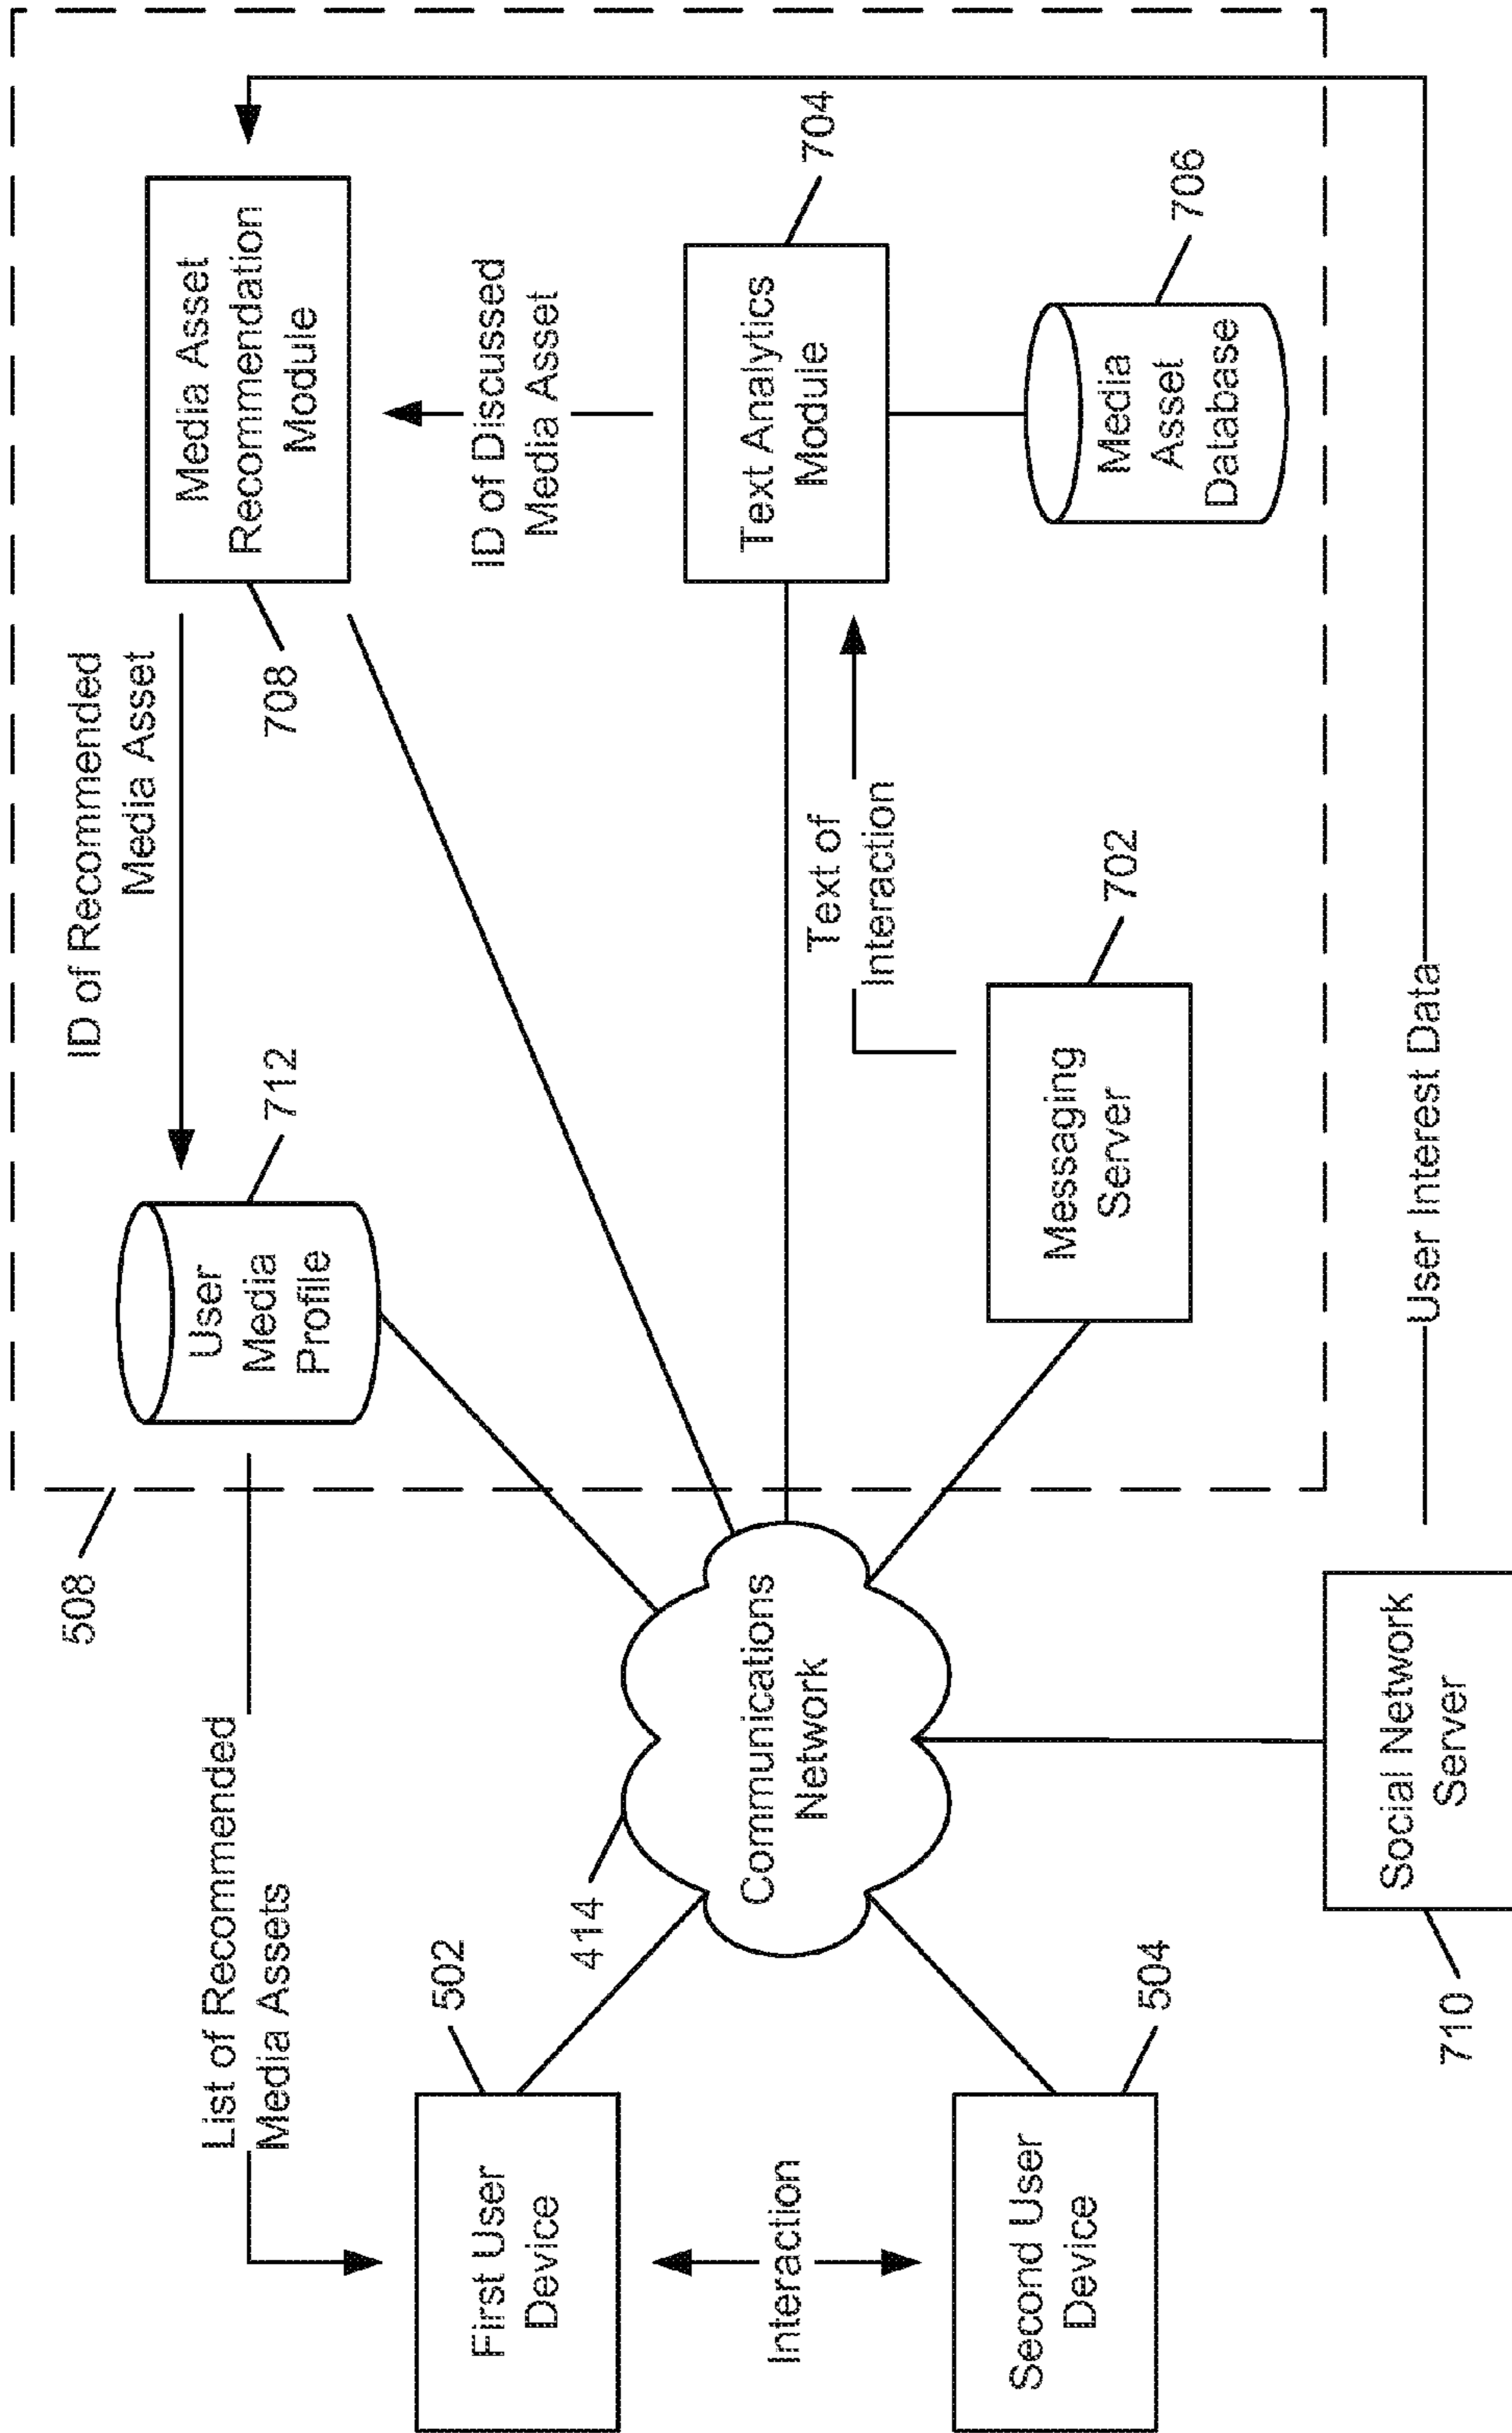 508
List of Recommended
Media Assets
User
Media
Profile
712
ID of Recommended
Media Asset
Media Asset
Recommendation
Module
708
ID of Discussed
Media Asset
First User
Device
502
414
Communications
Network
Interaction
Text of
Interaction
Text Analytics
Module
704
Second User
Device
504
Messaging
Server
702
Media
Asset
Database
706
Social Network
Server
710
User Interest Data